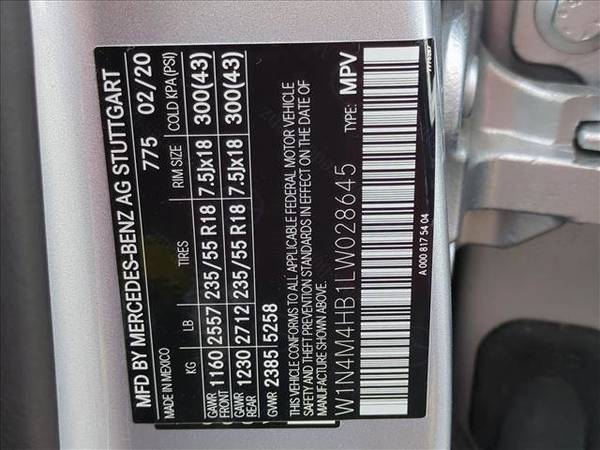 MFD BY MERCEDES-BENZ AG STUTTGART
MADE IN MEXICO 775 02/20
KG LB TIRES RIM SIZE COLD KPA(PSI)
GAWR FRONT 1160 2557 235/55 R18 7.5Jx18 300(43)
GAWR REAR 1230 2712 235/55 R18 7.5Jx18 300(43)
GVWR 2385 5258
THIS VEHICLE CONFORMS TO ALL APPLICABLE FEDERAL MOTOR VEHICLE
SAFETY AND THEFT PREVENTION STANDARDS IN EFFECT ON THE DATE OF
MANUFACTURE SHOWN ABOVE.
TYPE: MPV
W1N4M4HB1LW028645
A 000 817 54 04